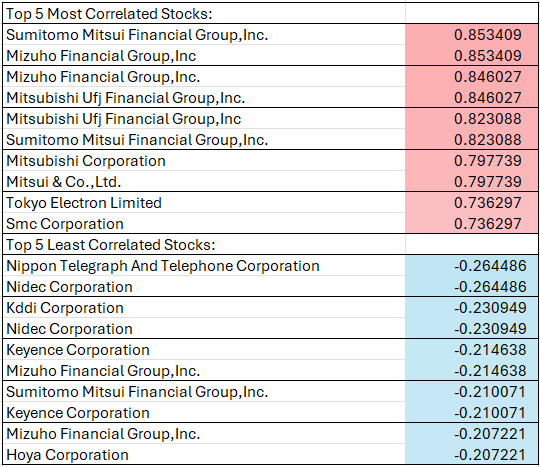 Top 5 Most Correlated Stocks:
Sumitomo Mitsui Financial Group,Inc. 0.853409
Mizuho Financial Group,Inc 0.853409
Mizuho Financial Group,Inc. 0.846027
Mitsubishi Ufj Financial Group,Inc. 0.846027
Mitsubishi Ufj Financial Group,Inc 0.823088
Sumitomo Mitsui Financial Group,Inc. 0.823088
Mitsubishi Corporation 0.797739
Mitsui & Co.,Ltd. 0.797739
Tokyo Electron Limited 0.736297
Smc Corporation 0.736297
Top 5 Least Correlated Stocks:
Nippon Telegraph And Telephone Corporation -0.264486
Nidec Corporation -0.264486
Kddi Corporation -0.230949
Nidec Corporation -0.230949
Keyence Corporation -0.214638
Mizuho Financial Group,Inc. -0.214638
Sumitomo Mitsui Financial Group,Inc. -0.210071
Keyence Corporation -0.210071
Mizuho Financial Group,Inc. -0.207221
Hoya Corporation -0.207221